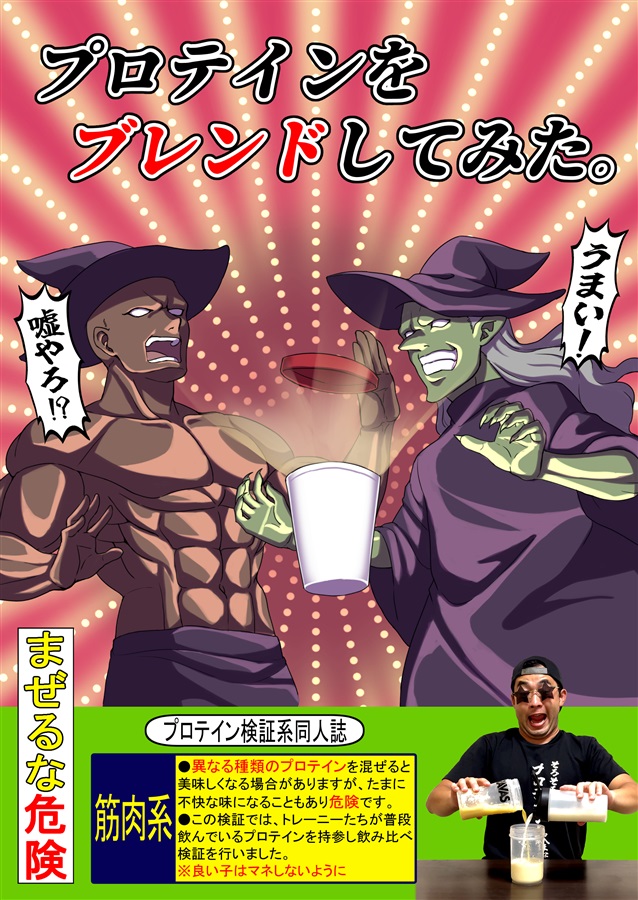 プロテインを
ブレンドしてみた。
うまい!
嘘やろ!?
まぜるな危険
プロテイン検証系同人誌
筋肉系
●異なる種類のプロテインを混ぜると
美味しくなる場合がありますが、たまに
不快な味になることもあり危険です。
●この検証では、トレーニーたちが普段
飲んでいるプロテインを持参し飲み比べ
検証を行いました。
※良い子はマネしないように